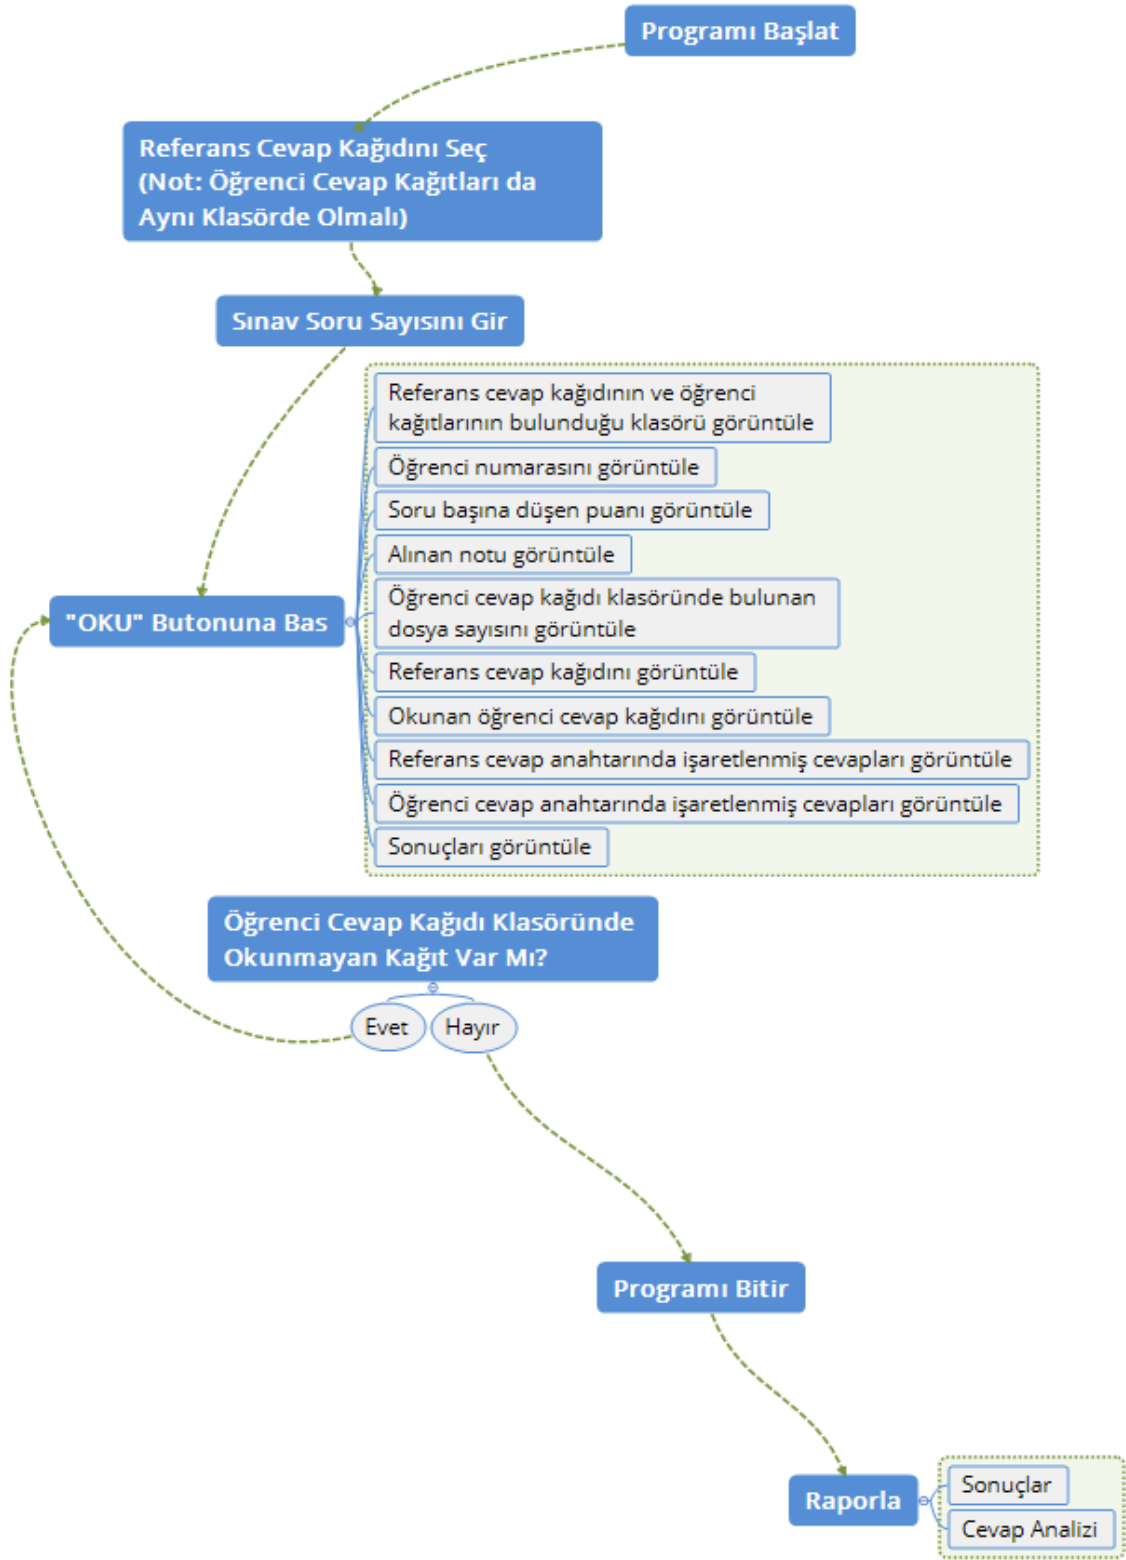 Programı Başlat
Referans Cevap Kağıdını Seç
(Not: Öğrenci Cevap Kağıtları da
Aynı Klasörde Olmalı)
Sınav Soru Sayısını Gir
"OKU" Butonuna Bas
Referans cevap kağıdının ve öğrenci
kağıtlarının bulunduğu klasörü görüntüle
Öğrenci numarasını görüntüle
Soru başına düşen puanı görüntüle
Alınan notu görüntüle
Öğrenci cevap kağıdı klasöründe bulunan
dosya sayısını görüntüle
Referans cevap kağıdını görüntüle
Okunan öğrenci cevap kağıdını görüntüle
Referans cevap anahtarında işaretlenmiş cevapları görüntüle
Öğrenci cevap anahtarında işaretlenmiş cevapları görüntüle
Sonuçları görüntüle
Öğrenci Cevap Kağıdı Klasöründe
Okunmayan Kağıt Var Mı?
Evet
Hayır
Programı Bitir
Raporla
Sonuçlar
Cevap Analizi